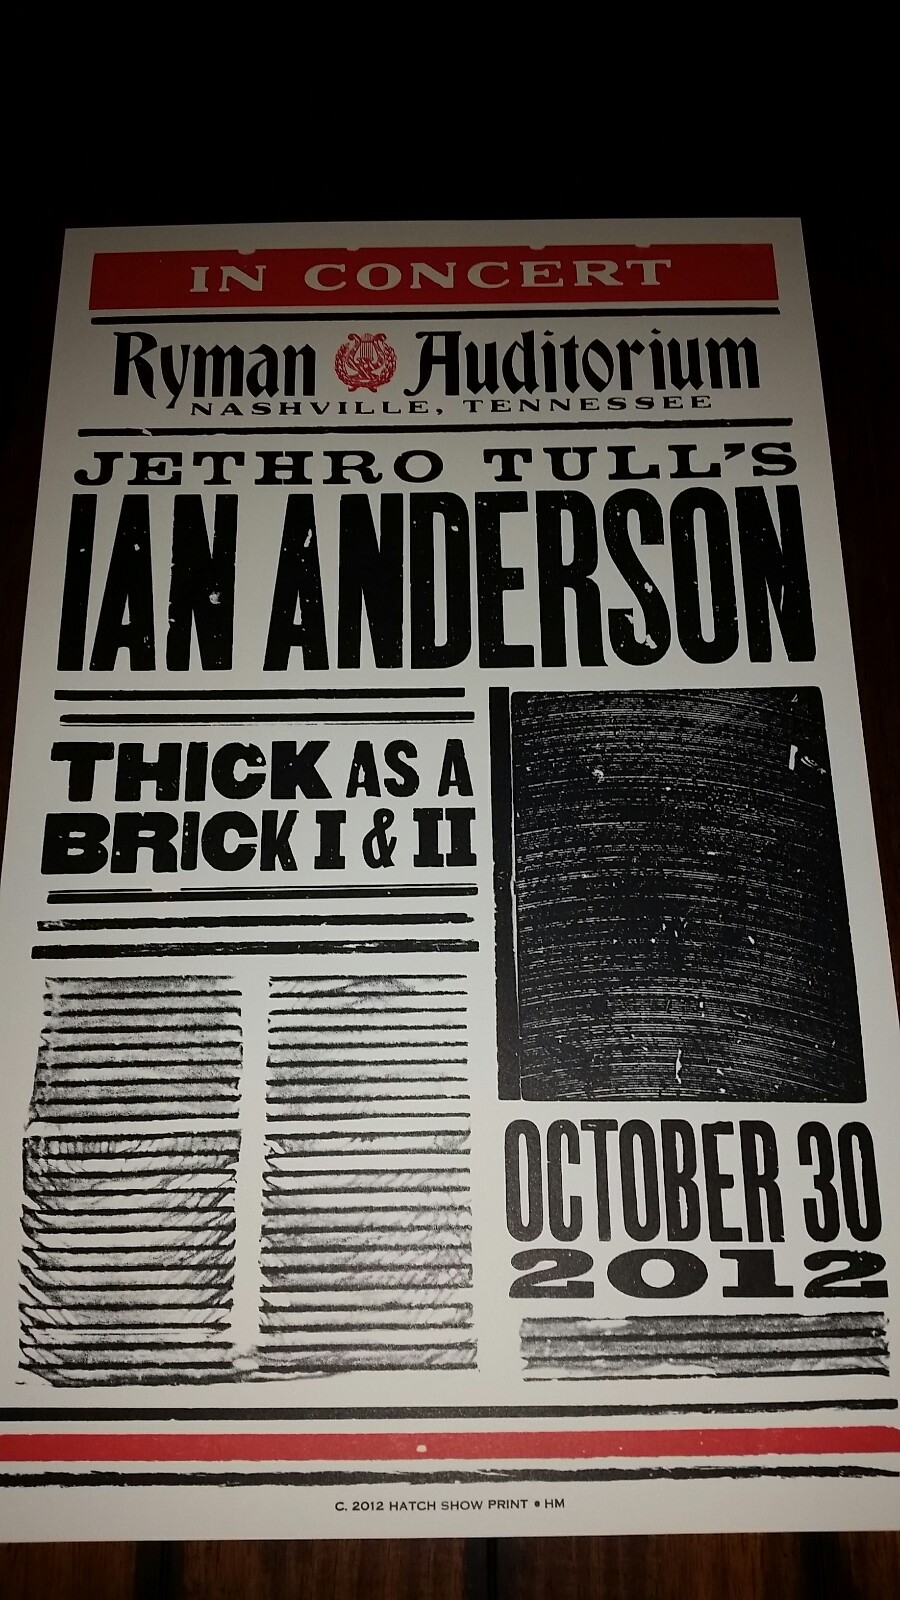 IN CONCERT
Ryman Auditorium
NASHVILLE, TENNESSEE
JETHRO TULL'S
IAN ANDERSON
THICK AS A
BRICK I & II
OCTOBER 30
2012
C. 2012 HATCH SHOW PRINT • HM